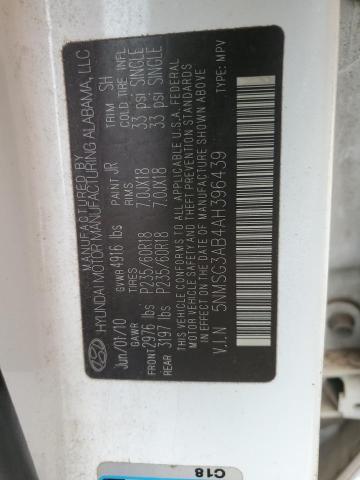 MANUFACTURED BY
HYUNDAI MOTOR MANUFACTURING ALABAMA, LLC
Jun/01/10 GVWR 4916 lbs PAINT JR TRIM SH
GAWR TIRES RIMS COLD TIRE INFL
FRONT 2976 lbs P235/60R18 7.0JX18 33 psi SINGLE
REAR 3197 lbs P235/60R18 7.0JX18 33 psi SINGLE
THIS VEHICLE CONFORMS TO ALL APPLICABLE U.S.A. FEDERAL
MOTOR VEHICLE SAFETY AND THEFT PREVENTION STANDARDS
IN EFFECT ON THE DATE OF MANUFACTURE SHOWN ABOVE
V.I.N 5NMSG3AB4AH396439 TYPE: MPV
C18